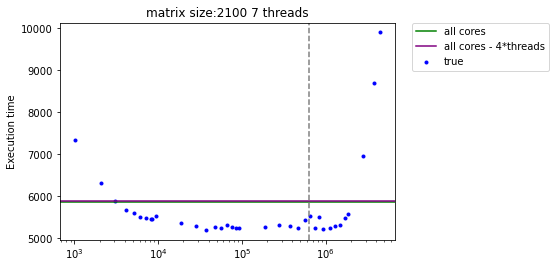 matrix size:2100 7 threads
10000
9000
8000
7000
6000
5000
Execution time
10³
10⁴
10⁵
10⁶
all cores
all cores - 4*threads
true